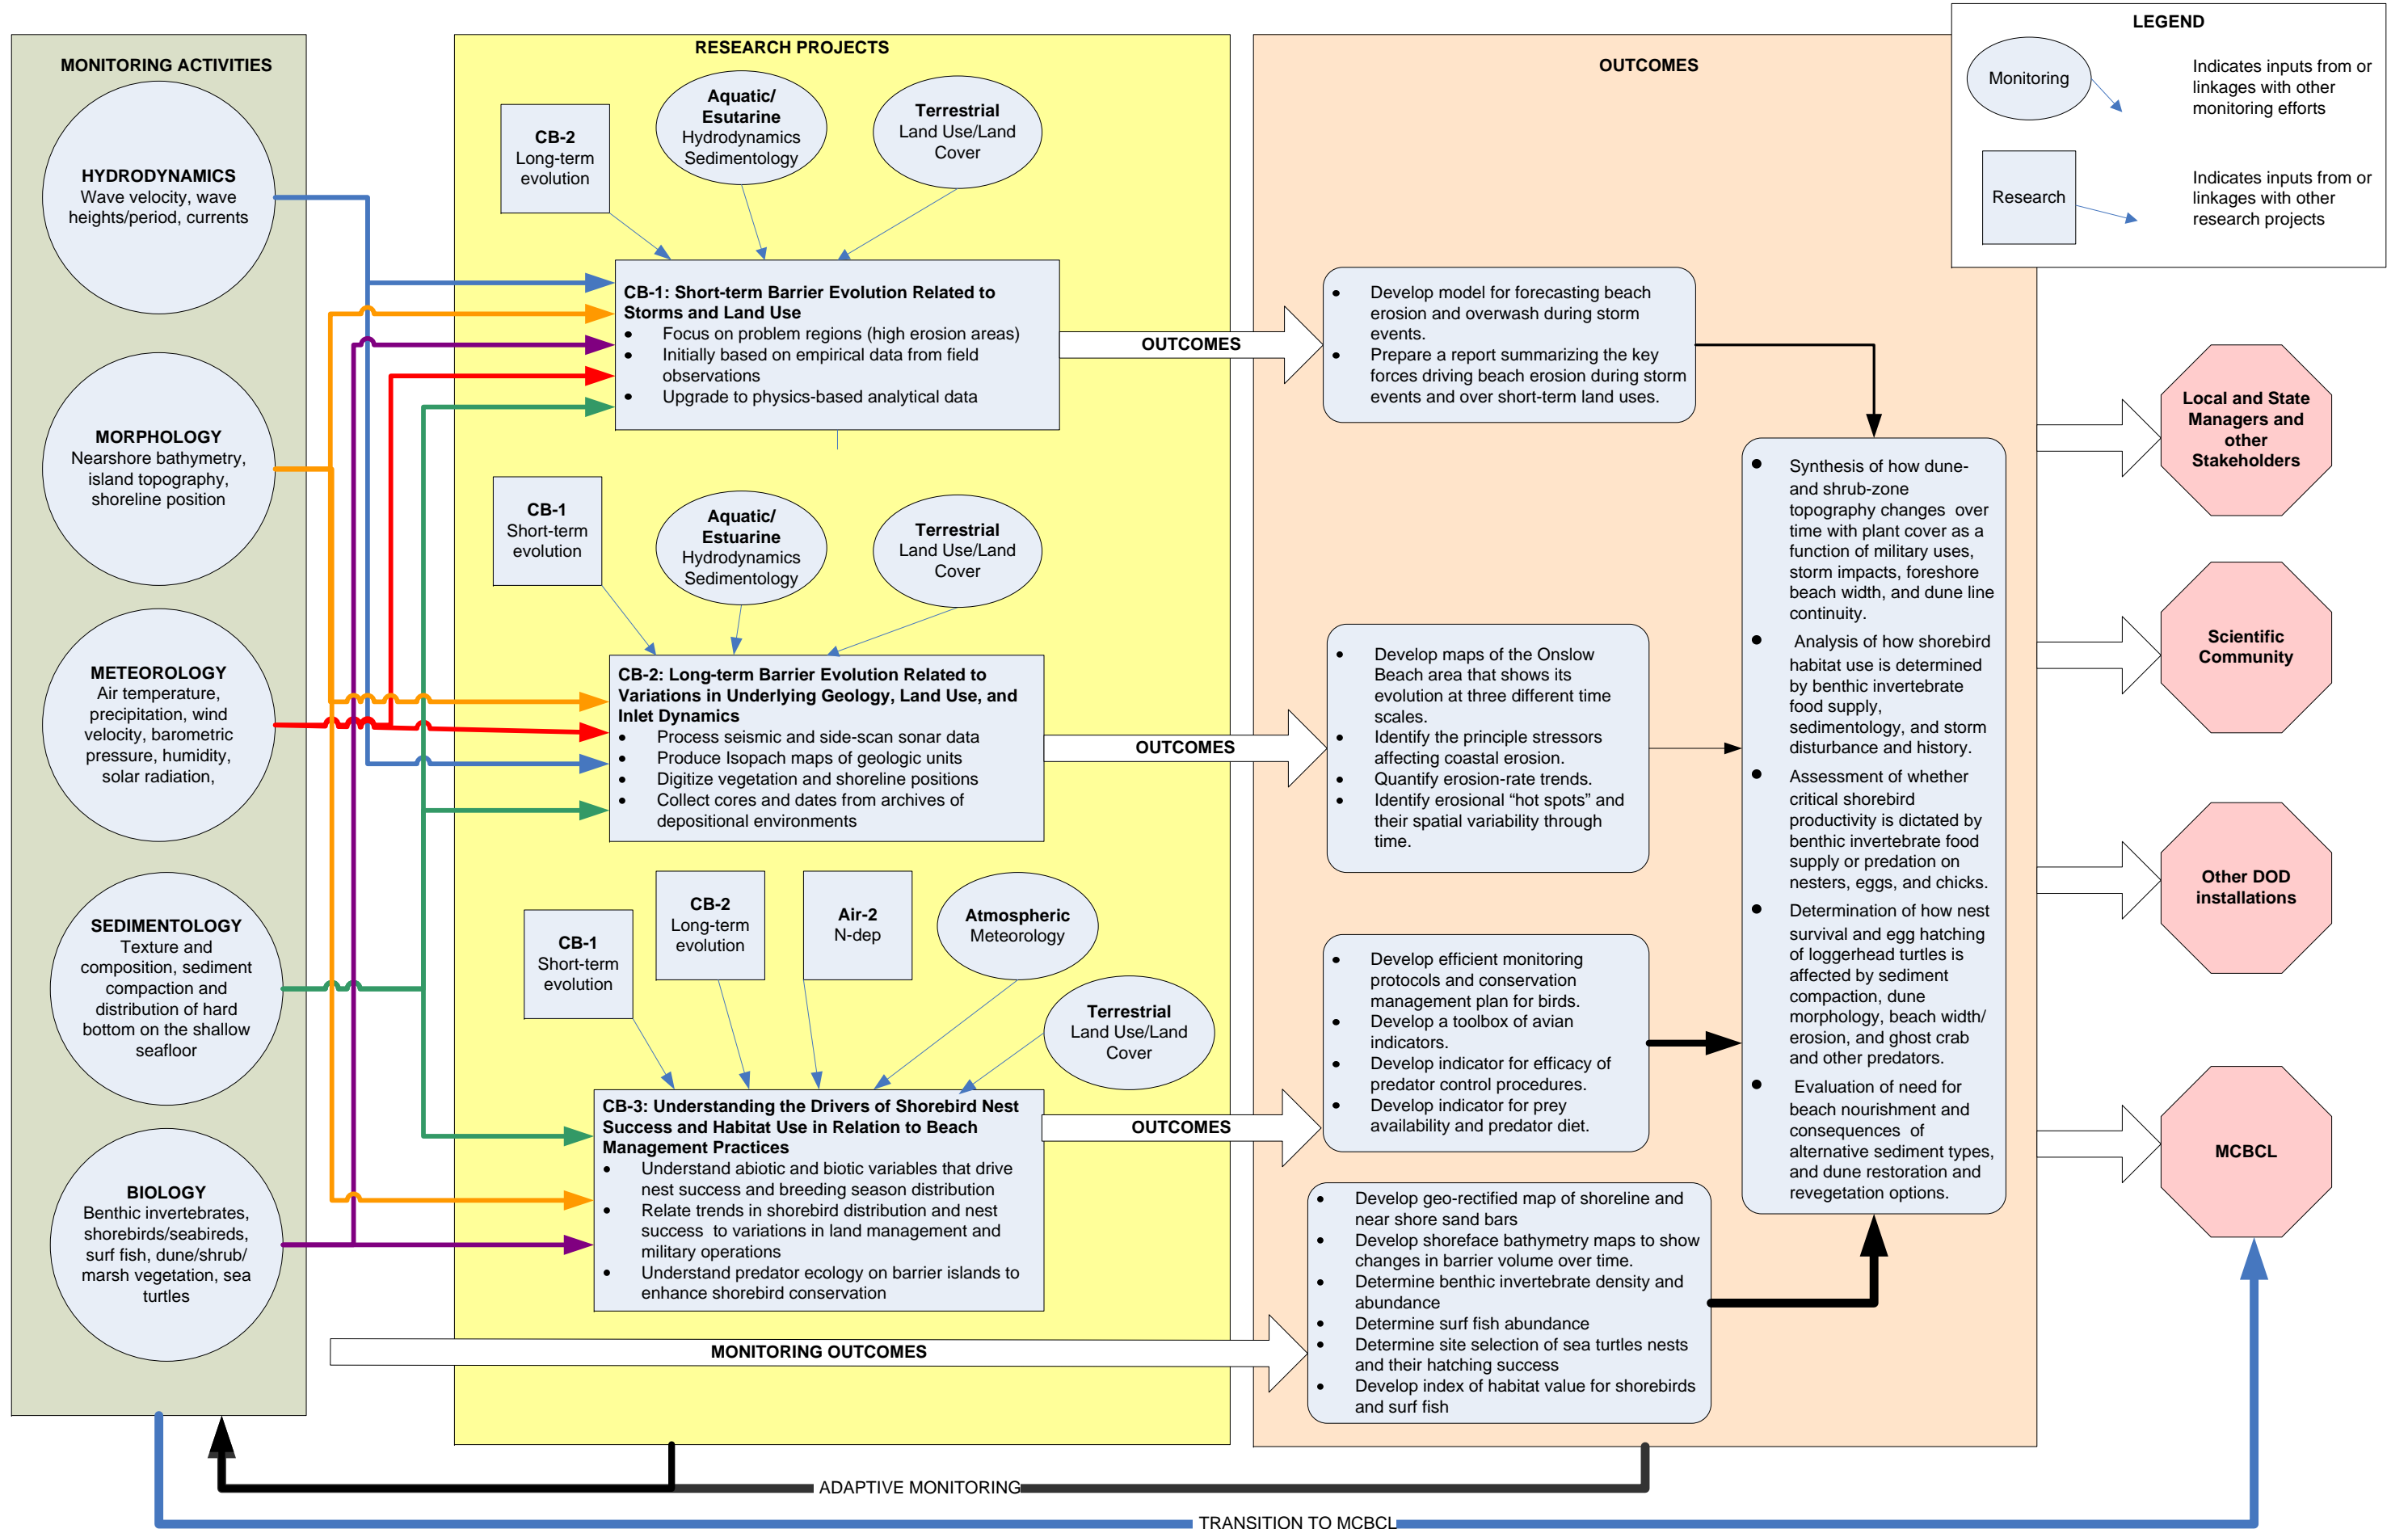 MONITORING ACTIVITIES
HYDRODYNAMICS
Wave velocity, wave
heights/period, currents
MORPHOLOGY
Nearshore bathymetry,
island topography,
shoreline position
METEOROLOGY
Air temperature,
precipitation, wind
velocity, barometric
pressure, humidity,
solar radiation,
SEDIMENTOLOGY
Texture and
composition, sediment
compaction and
distribution of hard
bottom on the shallow
seafloor
BIOLOGY
Benthic invertebrates,
shorebirds/seabireds,
surf fish, dune/shrub/
marsh vegetation, sea
turtles
RESEARCH PROJECTS
CB-2
Long-term
evolution
Aquatic/
Esutarine
Hydrodynamics
Sedimentology
Terrestrial
Land Use/Land
Cover
CB-1: Short-term Barrier Evolution Related to
Storms and Land Use
• Focus on problem regions (high erosion areas)
• Initially based on empirical data from field
observations
• Upgrade to physics-based analytical data
CB-1
Short-term
evolution
Aquatic/
Estuarine
Hydrodynamics
Sedimentology
Terrestrial
Land Use/Land
Cover
CB-2: Long-term Barrier Evolution Related to
Variations in Underlying Geology, Land Use, and
Inlet Dynamics
• Process seismic and side-scan sonar data
• Produce Isopach maps of geologic units
• Digitize vegetation and shoreline positions
• Collect cores and dates from archives of
depositional environments
CB-1
Short-term
evolution
CB-2
Long-term
evolution
Air-2
N-dep
Atmospheric
Meteorology
Terrestrial
Land Use/Land
Cover
CB-3: Understanding the Drivers of Shorebird Nest
Success and Habitat Use in Relation to Beach
Management Practices
• Understand abiotic and biotic variables that drive
nest success and breeding season distribution
• Relate trends in shorebird distribution and nest
success to variations in land management and
military operations
• Understand predator ecology on barrier islands to
enhance shorebird conservation
OUTCOMES
OUTCOMES
OUTCOMES
MONITORING OUTCOMES
OUTCOMES
• Develop model for forecasting beach
erosion and overwash during storm
events.
• Prepare a report summarizing the key
forces driving beach erosion during storm
events and over short-term land uses.
• Develop maps of the Onslow
Beach area that shows its
evolution at three different time
scales.
• Identify the principle stressors
affecting coastal erosion.
• Quantify erosion-rate trends.
• Identify erosional “hot spots” and
their spatial variability through
time.
• Develop efficient monitoring
protocols and conservation
management plan for birds.
• Develop a toolbox of avian
indicators.
• Develop indicator for efficacy of
predator control procedures.
• Develop indicator for prey
availability and predator diet.
• Develop geo-rectified map of shoreline and
near shore sand bars
• Develop shoreface bathymetry maps to show
changes in barrier volume over time.
• Determine benthic invertebrate density and
abundance
• Determine surf fish abundance
• Determine site selection of sea turtles nests
and their hatching success
• Develop index of habitat value for shorebirds
and surf fish
• Synthesis of how dune-
and shrub-zone
topography changes over
time with plant cover as a
function of military uses,
storm impacts, foreshore
beach width, and dune line
continuity.
• Analysis of how shorebird
habitat use is determined
by benthic invertebrate
food supply,
sedimentology, and storm
disturbance and history.
• Assessment of whether
critical shorebird
productivity is dictated by
benthic invertebrate food
supply or predation on
nesters, eggs, and chicks.
• Determination of how nest
survival and egg hatching
of loggerhead turtles is
affected by sediment
compaction, dune
morphology, beach width/
erosion, and ghost crab
and other predators.
• Evaluation of need for
beach nourishment and
consequences of
alternative sediment types,
and dune restoration and
revegetation options.
LEGEND
Monitoring
Indicates inputs from or
linkages with other
monitoring efforts
Research
Indicates inputs from or
linkages with other
research projects
Local and State
Managers and
other
Stakeholders
Scientific
Community
Other DOD
installations
MCBCL
ADAPTIVE MONITORING
TRANSITION TO MCBCL